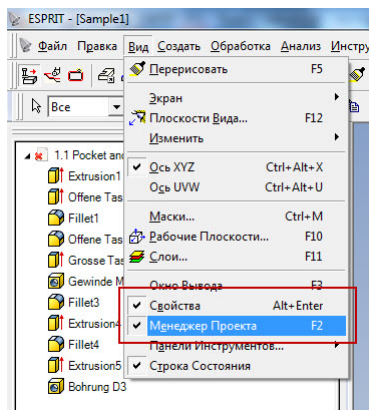 ESPRIT - [Sample1]
Файл Правка Вид Создать Обработка Анализ Инстру
Перерисовать F5
Все
Экран
Плоскости Вида... F12
Изменить
1.1 Pocket and
Ось XYZ Ctrl+Alt+X
Extrusion1
Ось UVW Ctrl+Alt+U
Offene Tas
Fillet1
Маски... Ctrl+M
Offene Tas
Рабочие Плоскости... F10
Grosse Tas
Слои... F11
Gewinde M
Окно Вывода F3
Fillet3
Свойства Alt+Enter
Extrusion4
Менеджер Проекта F2
Fillet4
Панели Инструментов...
Extrusion5
Строка Состояния
Bohrung D3